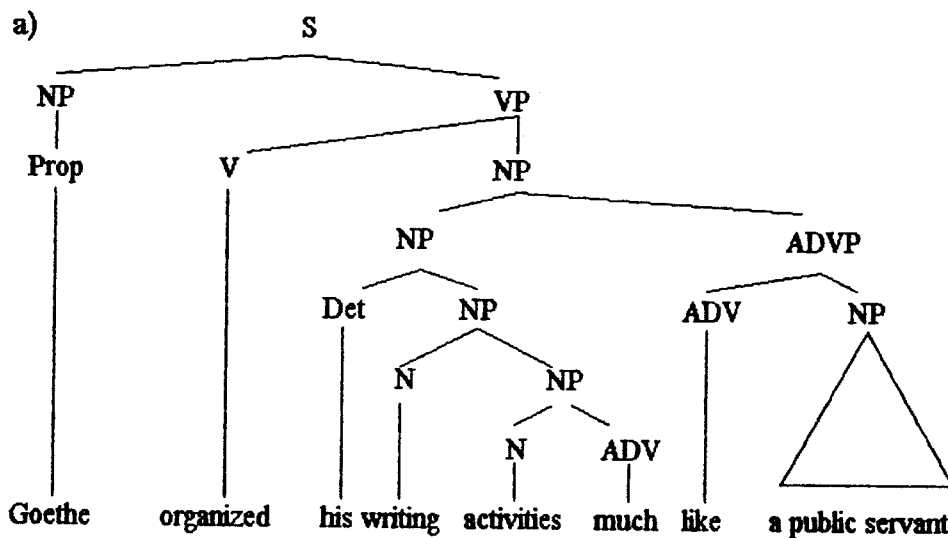 a)
S
NP VP
Prop V NP
NP ADVP
Det NP ADV NP
N NP
N ADV
Goethe organized his writing activities much like a public servant